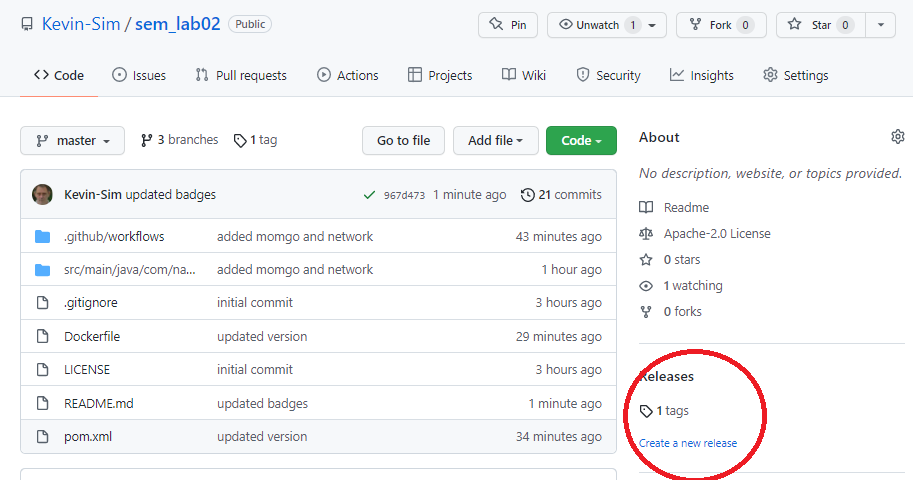 Kevin-Sim / sem_lab02 Public
Pin Unwatch 1 Fork 0 Star 0
Code Issues Pull requests Actions Projects Wiki Security Insights Settings
master 3 branches 1 tag Go to file Add file Code
Kevin-Sim updated badges 967d473 1 minute ago 21 commits
.github/workflows added momgo and network 43 minutes ago
src/main/java/com/na... added momgo and network 1 hour ago
.gitignore initial commit 3 hours ago
Dockerfile updated version 29 minutes ago
LICENSE initial commit 3 hours ago
README.md updated badges 1 minute ago
pom.xml updated version 34 minutes ago
About
No description, website, or topics provided.
Readme
Apache-2.0 License
0 stars
1 watching
0 forks
Releases
1 tags
Create a new release